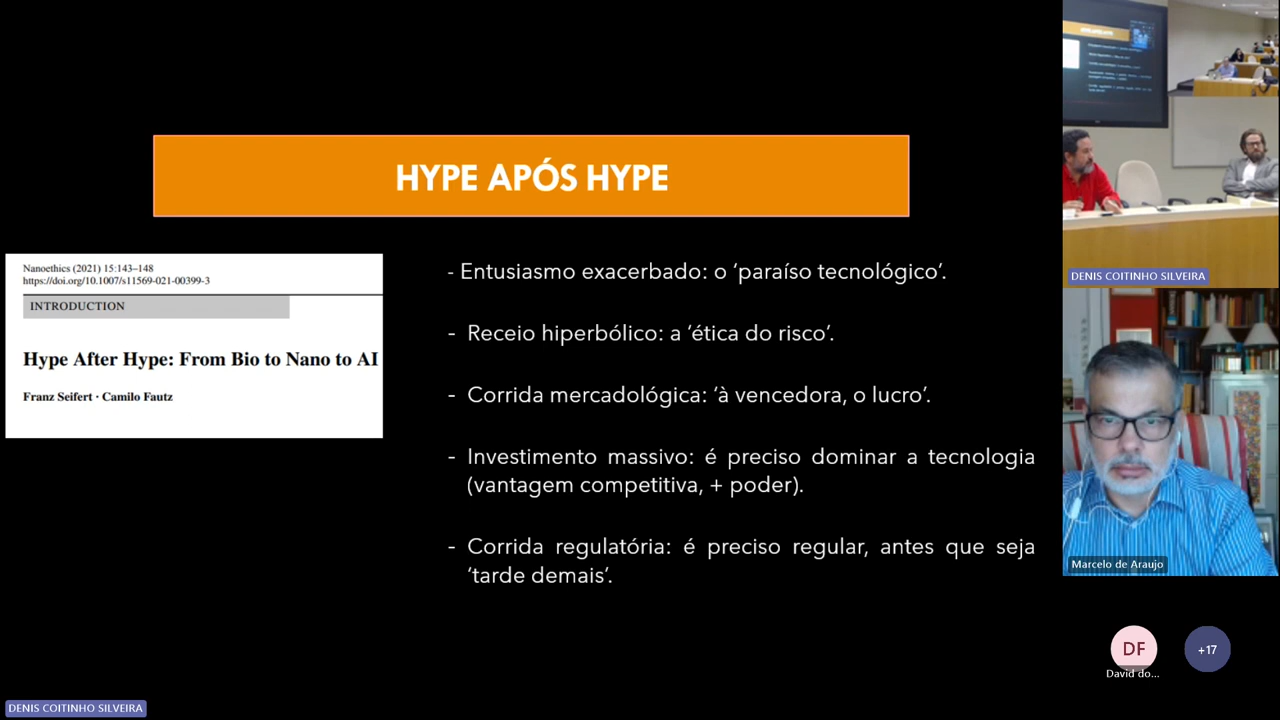 HYPE APÓS HYPE
Nanoethics (2021) 15:143–148
https://doi.org/10.1007/s11569-021-00399-3
INTRODUCTION
Hype After Hype: From Bio to Nano to AI
Franz Seifert · Camilo Fautz
- Entusiasmo exacerbado: o ‘paraíso tecnológico’.
- Receio hiperbólico: a ‘ética do risco’.
- Corrida mercadológica: ‘à vencedora, o lucro’.
- Investimento massivo: é preciso dominar a tecnologia
(vantagem competitiva, + poder).
- Corrida regulatória: é preciso regular, antes que seja
‘tarde demais’.
DENIS COITINHO SILVEIRA
Marcelo de Araujo
DF
David do...
+17
DENIS COITINHO SILVEIRA